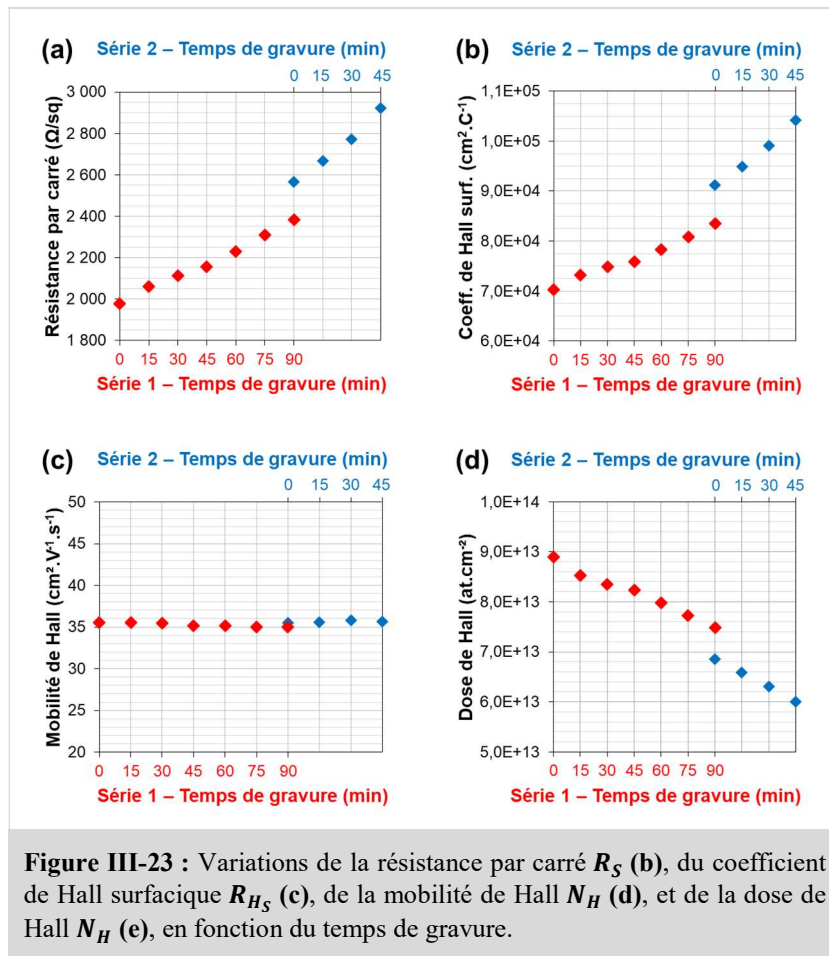 (a) Série 2 – Temps de gravure (min)
0 15 30 45
Résistance par carré (Ω/sq)
3 000
2 800
2 600
2 400
2 200
2 000
1 800
0 15 30 45 60 75 90
Série 1 – Temps de gravure (min)
(b) Série 2 – Temps de gravure (min)
0 15 30 45
Coeff. de Hall surf. (cm².C⁻¹)
1,1E+05
1,0E+05
9,0E+04
8,0E+04
7,0E+04
6,0E+04
0 15 30 45 60 75 90
Série 1 – Temps de gravure (min)
(c) Série 2 – Temps de gravure (min)
0 15 30 45
Mobilité de Hall (cm².V⁻¹.s⁻¹)
50
45
40
35
30
25
20
0 15 30 45 60 75 90
Série 1 – Temps de gravure (min)
(d) Série 2 – Temps de gravure (min)
0 15 30 45
Dose de Hall (at.cm⁻²)
1,0E+14
9,0E+13
8,0E+13
7,0E+13
6,0E+13
5,0E+13
0 15 30 45 60 75 90
Série 1 – Temps de gravure (min)
Figure III-23 : Variations de la résistance par carré R_S (b), du coefficient
de Hall surfacique R_{H_S} (c), de la mobilité de Hall N_H (d), et de la dose de
Hall N_H (e), en fonction du temps de gravure.